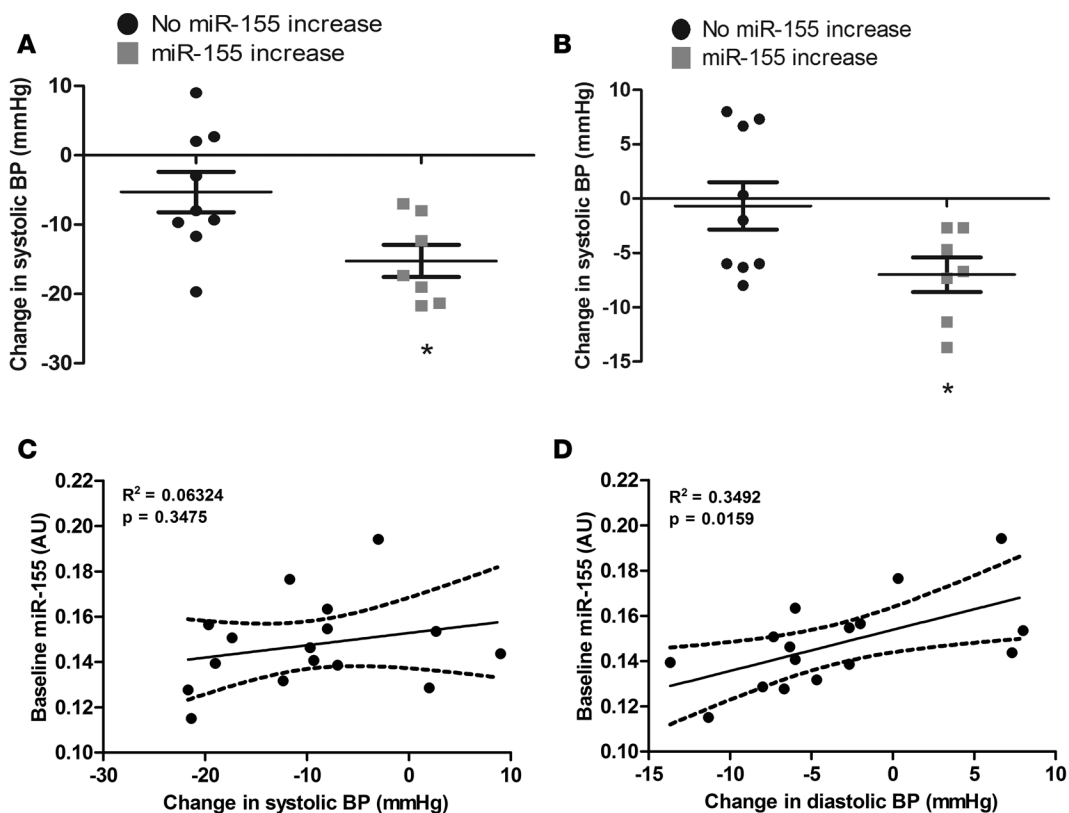 A
No miR-155 increase
miR-155 increase
Change in systolic BP (mmHg)
10
0
-10
-20
-30
*
B
No miR-155 increase
miR-155 increase
Change in systolic BP (mmHg)
10
5
0
-5
-10
-15
*
C
R² = 0.06324
p = 0.3475
Baseline miR-155 (AU)
0.22
0.20
0.18
0.16
0.14
0.12
0.10
-30 -20 -10 0 10
Change in systolic BP (mmHg)
D
R² = 0.3492
p = 0.0159
Baseline miR-155 (AU)
0.22
0.20
0.18
0.16
0.14
0.12
0.10
-15 -10 -5 0 5 10
Change in diastolic BP (mmHg)